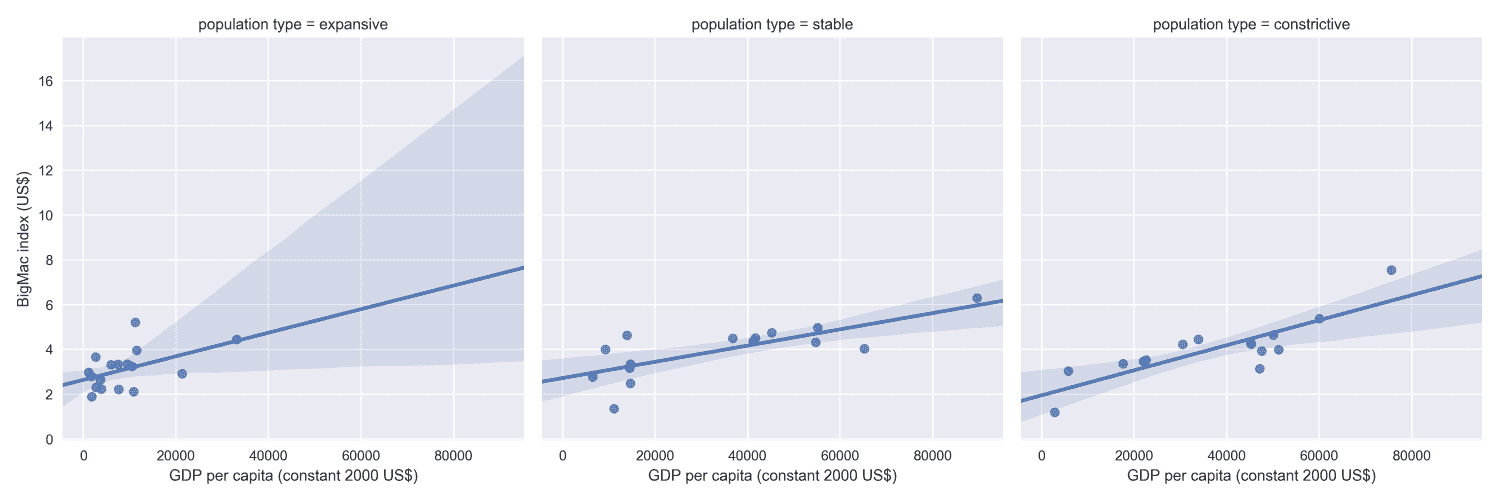 population type = expansive
population type = stable
population type = constrictive
BigMac index (US$)
16
14
12
10
8
6
4
2
0
0 20000 40000 60000 80000
0 20000 40000 60000 80000
0 20000 40000 60000 80000
GDP per capita (constant 2000 US$)
GDP per capita (constant 2000 US$)
GDP per capita (constant 2000 US$)